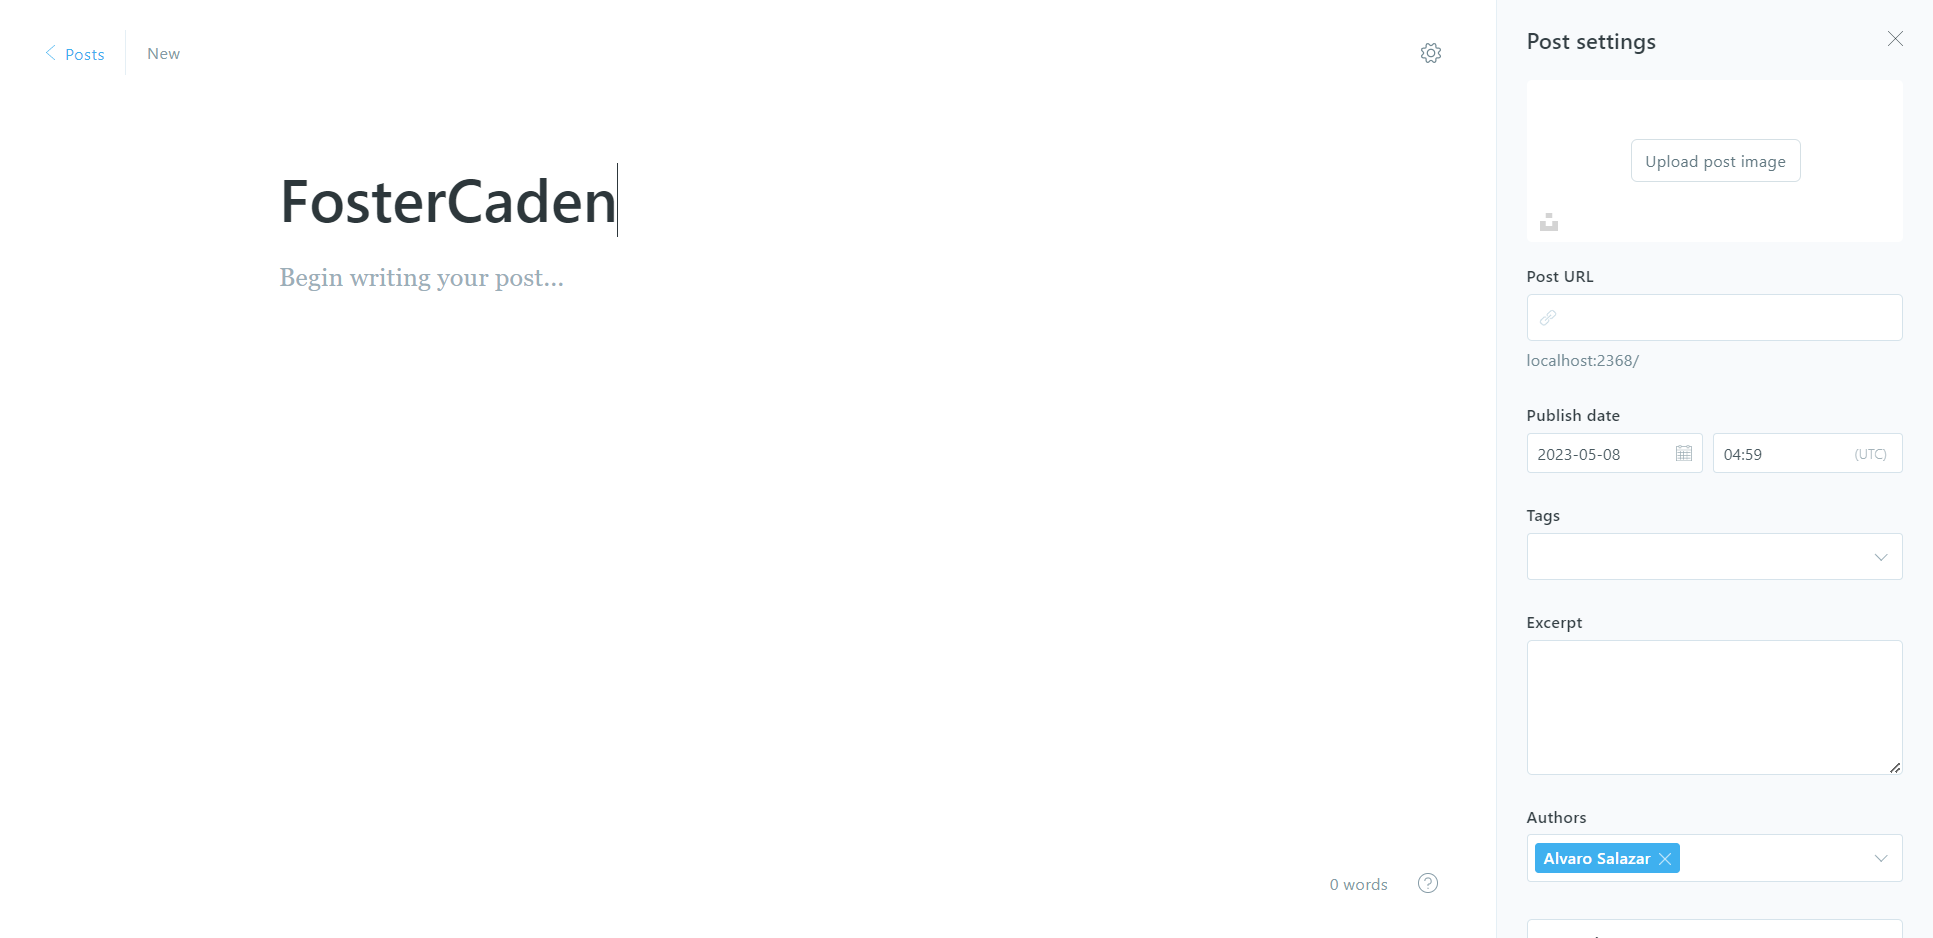 Posts
New
FosterCaden
Begin writing your post...
0 words
Post settings
Upload post image
Post URL
localhost:2368/
Publish date
2023-05-08
04:59
(UTC)
Tags
Excerpt
Authors
Alvaro Salazar